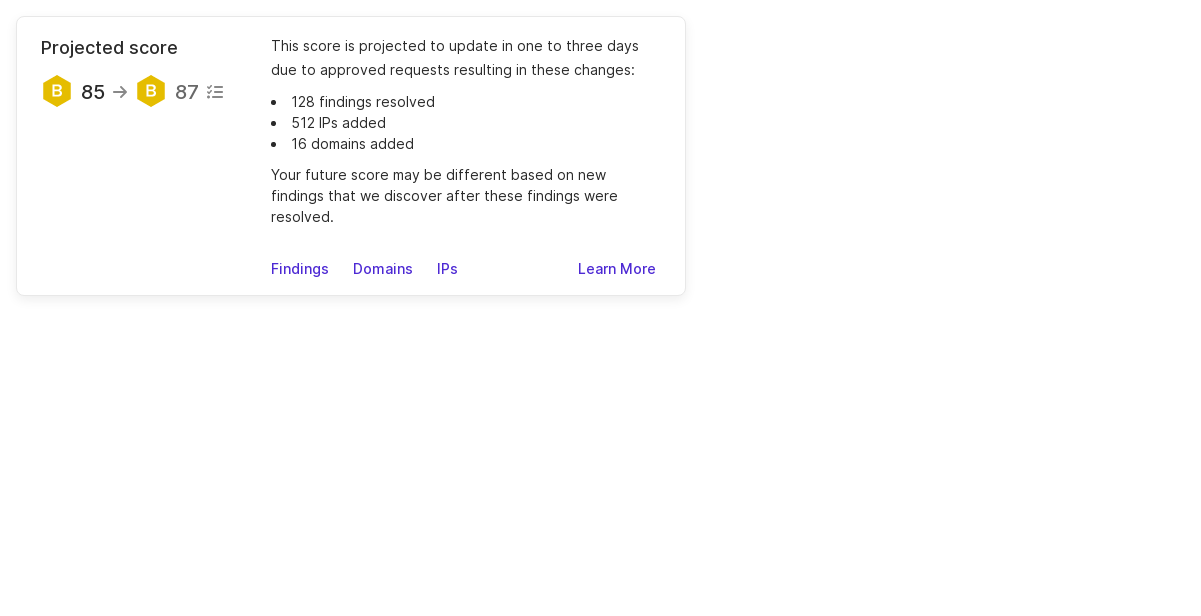 Projected score
B 85 → B 87
This score is projected to update in one to three days
due to approved requests resulting in these changes:
• 128 findings resolved
• 512 IPs added
• 16 domains added
Your future score may be different based on new
findings that we discover after these findings were
resolved.
Findings Domains IPs Learn More